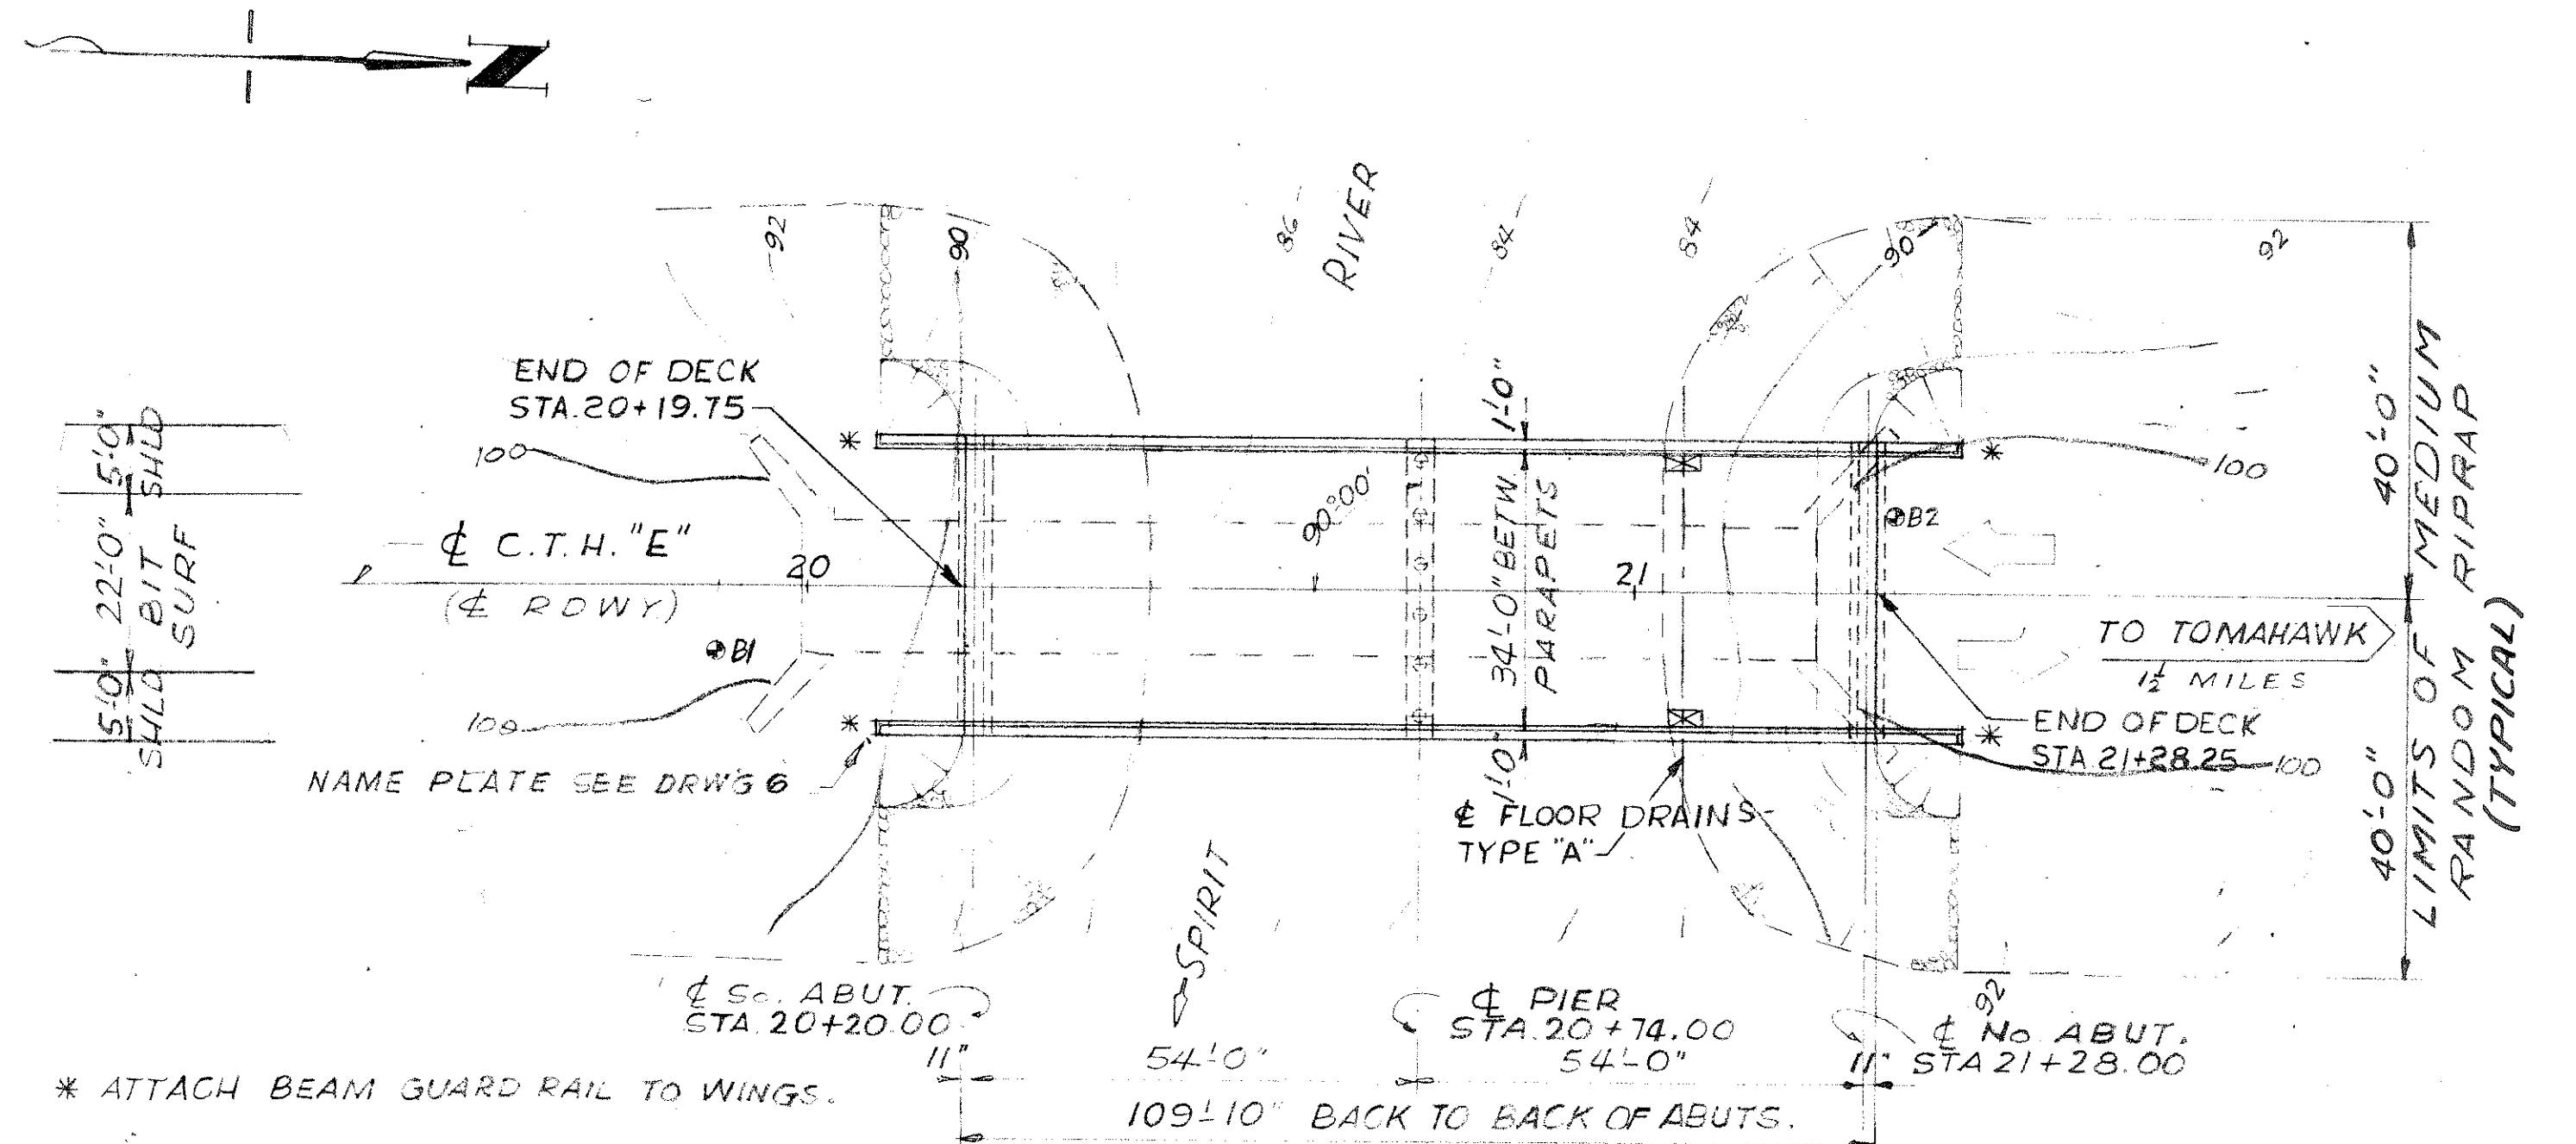 N
92
90
86
RIVER
84
84
90
92
END OF DECK
STA. 20+19.75
100
5'-0"
SHLD
22'-0"
BIT
SURF
5'-0"
SHLD
℄ C.T.H. "E"
(℄ RDWY)
20
B1
100
NAME PLATE SEE DRWG 6
90°00'
1'-0"
34'-0" BETW.
PARAPETS
1'-0"
21
B2
100
TO TOMAHAWK
1½ MILES
END OF DECK
STA. 21+28.25
100
40'-0"
40'-0"
LIMITS OF MEDIUM
RANDOM RIPRAP
(TYPICAL)
℄ FLOOR DRAINS-
TYPE "A"
SPIRIT
92
℄ So. ABUT.
STA. 20+20.00
℄ PIER
STA. 20+74.00
℄ No. ABUT.
STA 21+28.00
11"
54'-0"
54'-0"
11"
109'-10" BACK TO BACK OF ABUTS.
* ATTACH BEAM GUARD RAIL TO WINGS.